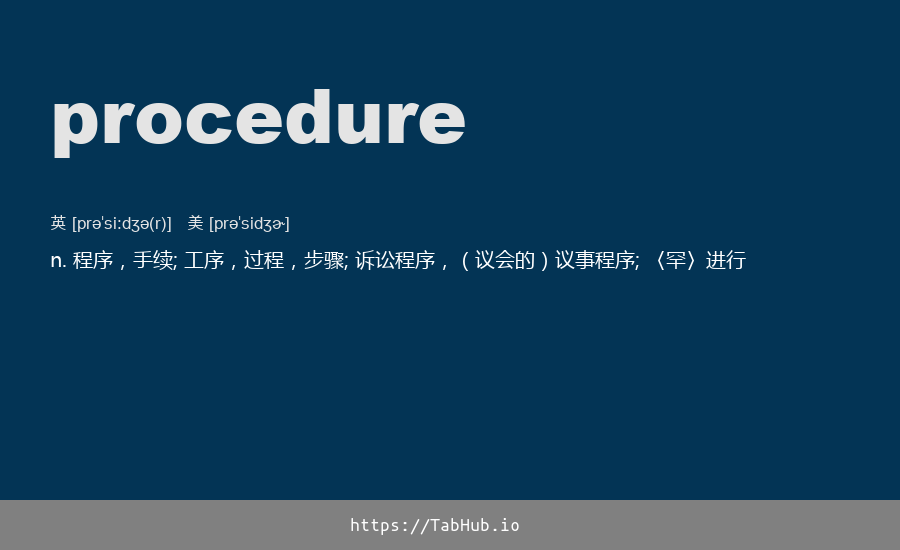 procedure
英 [prəˈsiːdʒə(r)] 美 [prəˈsidʒɚ]
n. 程序，手续; 工序，过程，步骤; 诉讼程序，（议会的）议事程序; 〈罕〉进行
https://TabHub.io